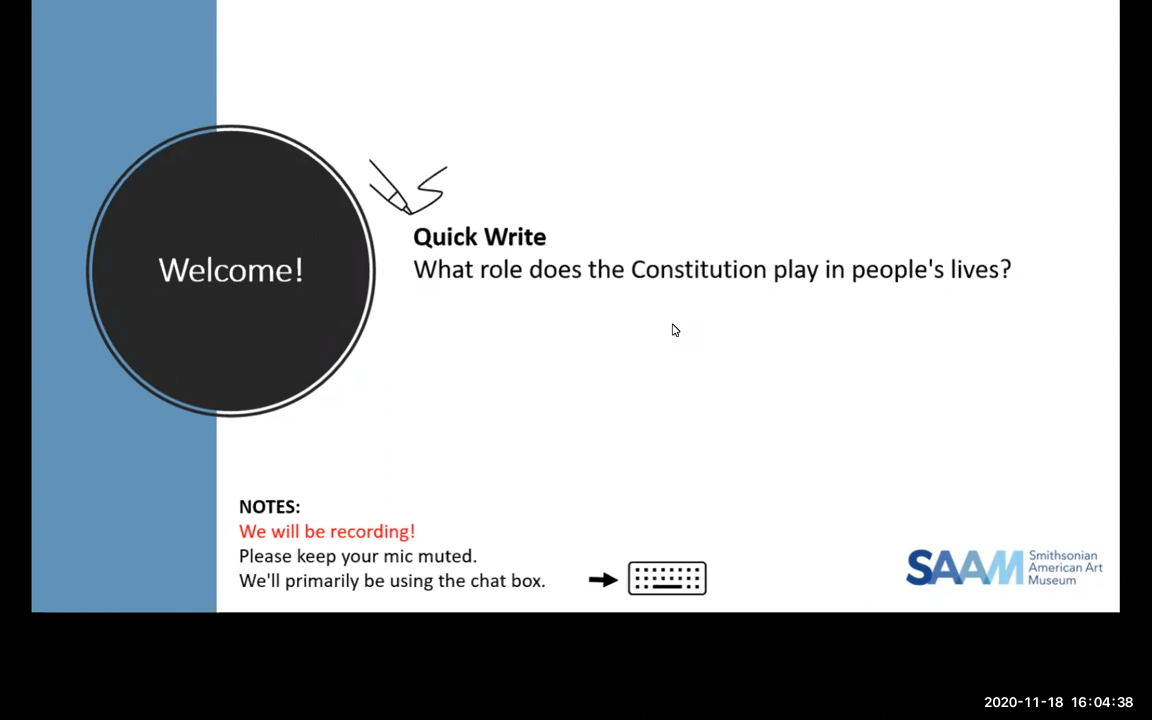 Welcome!
Quick Write
What role does the Constitution play in people's lives?
NOTES:
We will be recording!
Please keep your mic muted.
We'll primarily be using the chat box.
SAAM
Smithsonian
American Art
Museum
2020-11-18 16:04:38